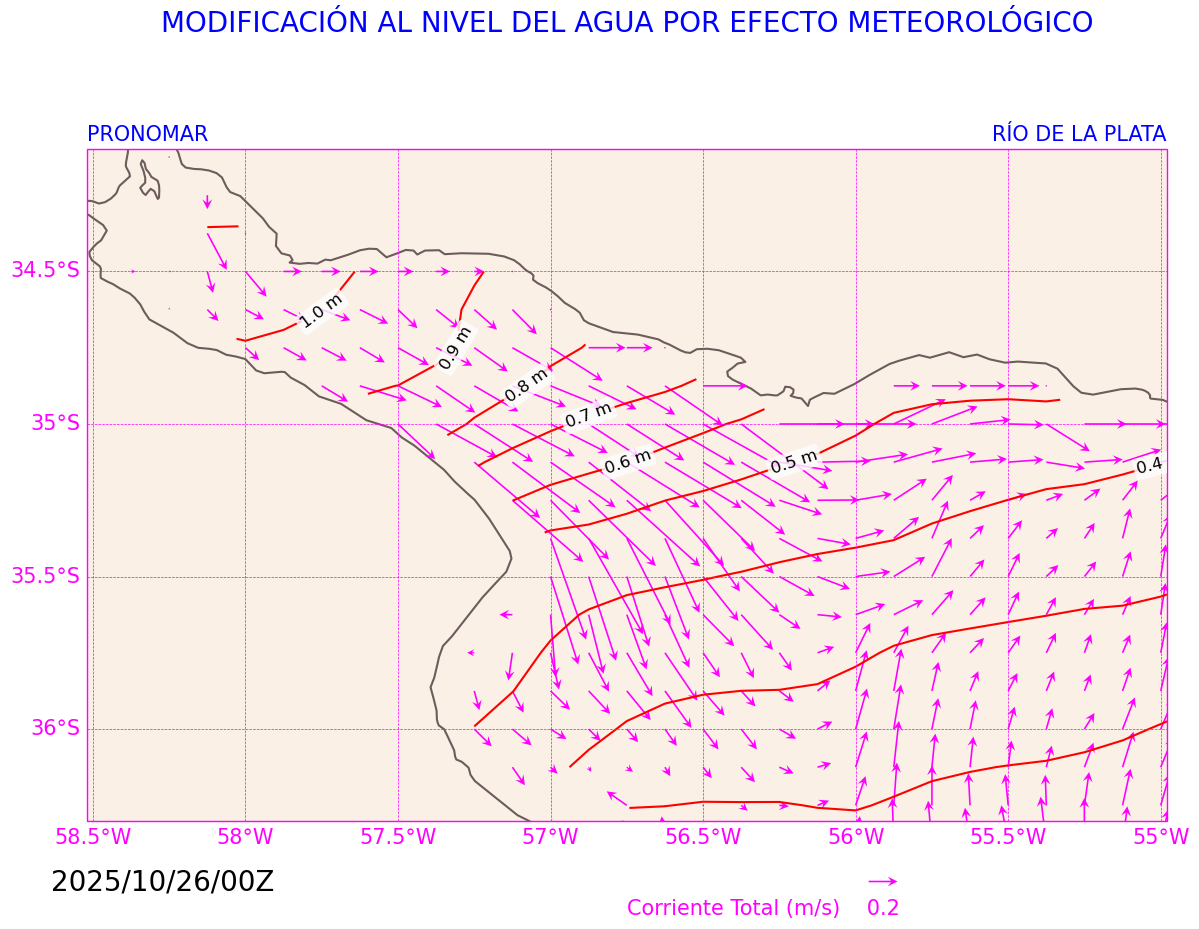 MODIFICACIÓN AL NIVEL DEL AGUA POR EFECTO METEOROLÓGICO
PRONOMAR
RÍO DE LA PLATA
34.5°S
35°S
35.5°S
36°S
1.0 m
0.9 m
0.8 m
0.7 m
0.6 m
0.5 m
0.4
58.5°W
58°W
57.5°W
57°W
56.5°W
56°W
55.5°W
55°W
2025/10/26/00Z
Corriente Total (m/s)
0.2